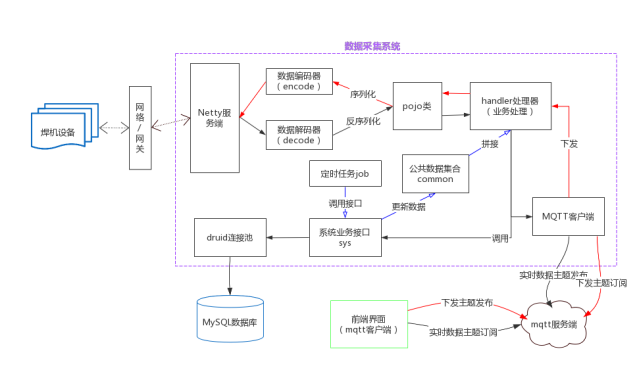 数据采集系统
数据编码器
（encode）
序列化
pojo类
handler处理器
（业务处理）
Netty服
务端
网
络
/
网
关
焊机设备
数据解码器
（decode）
反序列化
拼接
下发
定时任务job
公共数据集合
common
调用接口
更新数据
MQTT客户端
druid连接池
系统业务接口
sys
调用
实时数据主题发布
下发主题订阅
MySQL数据库
前端界面
（mqtt客户端）
下发主题发布
实时数据主题订阅
mqtt服务端